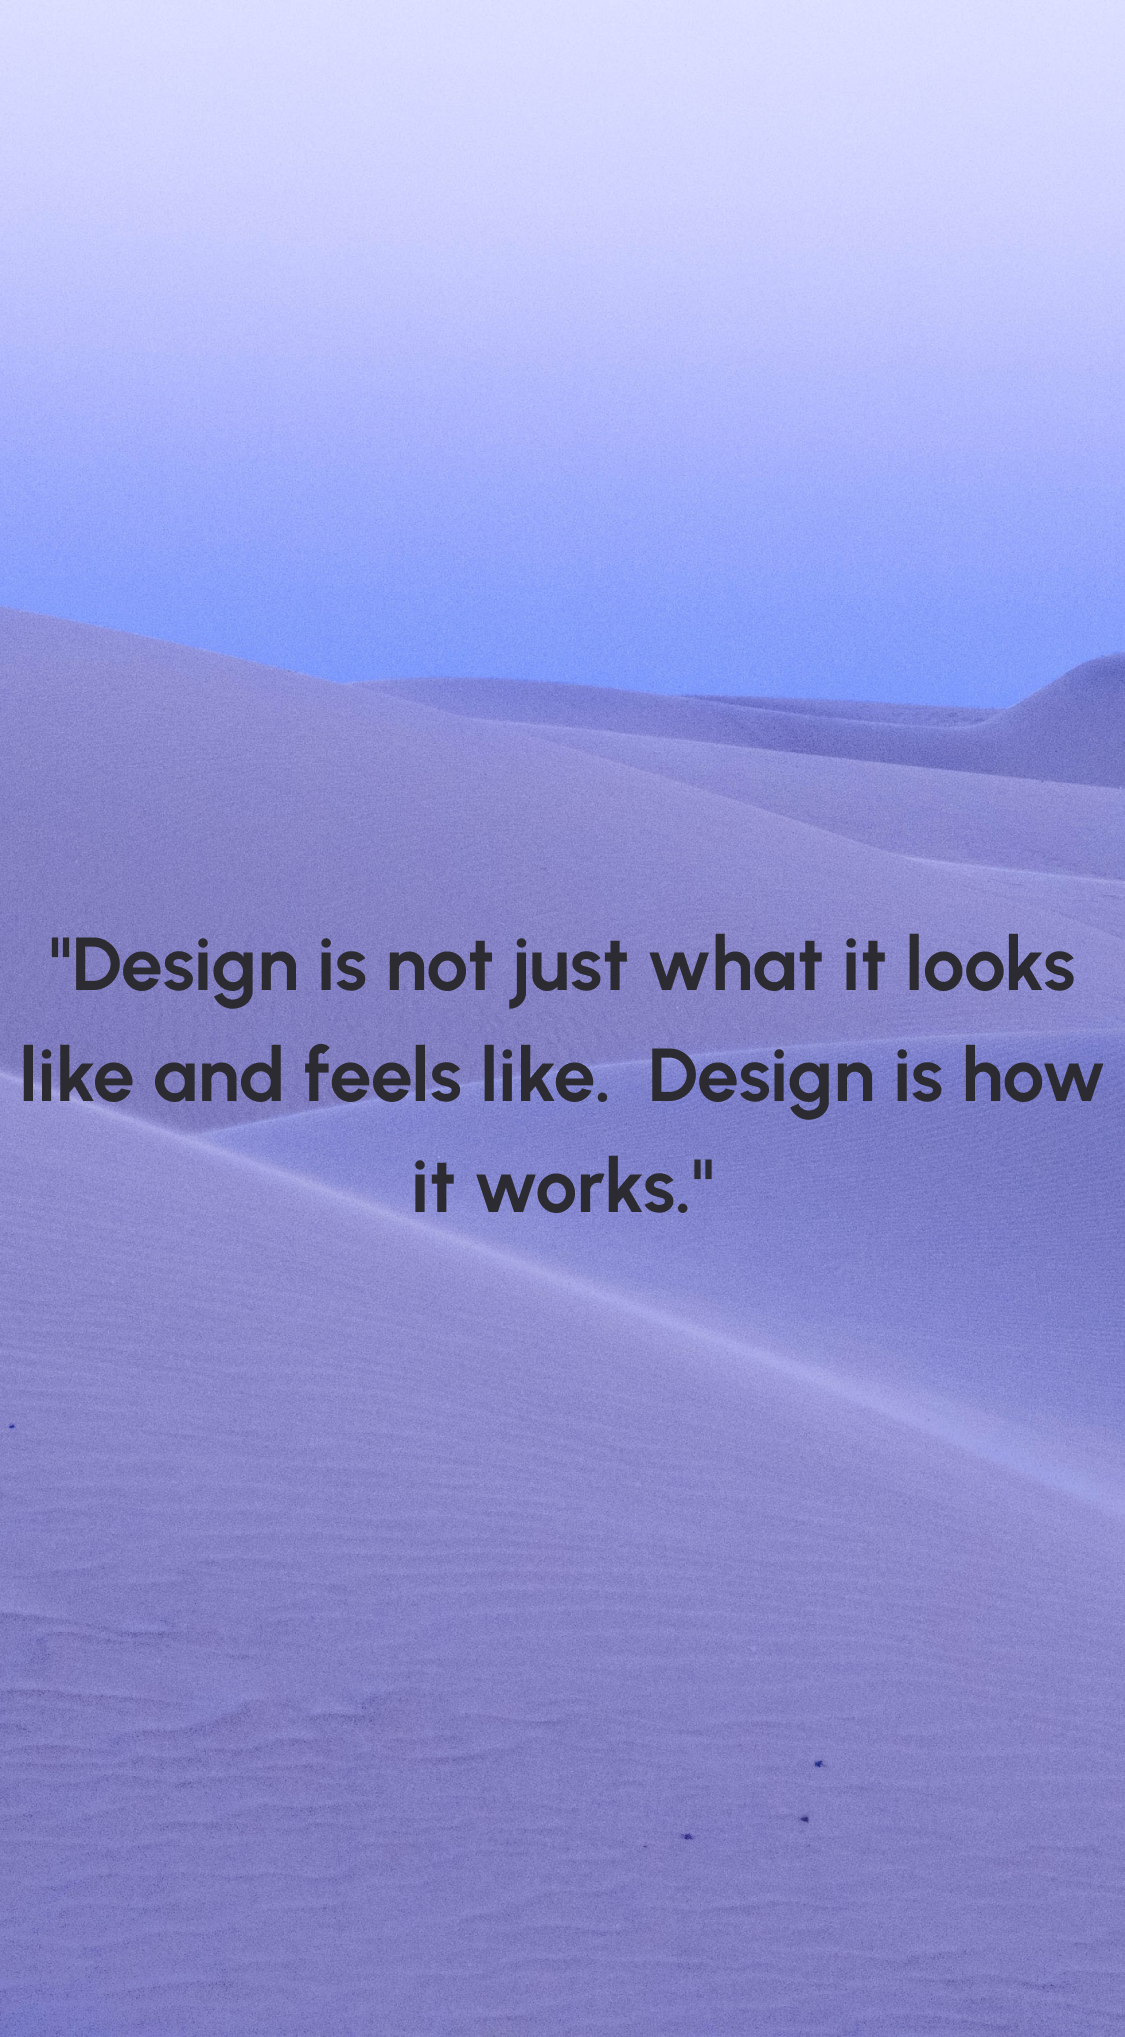 "Design is not just what it looks
like and feels like.  Design is how
it works."